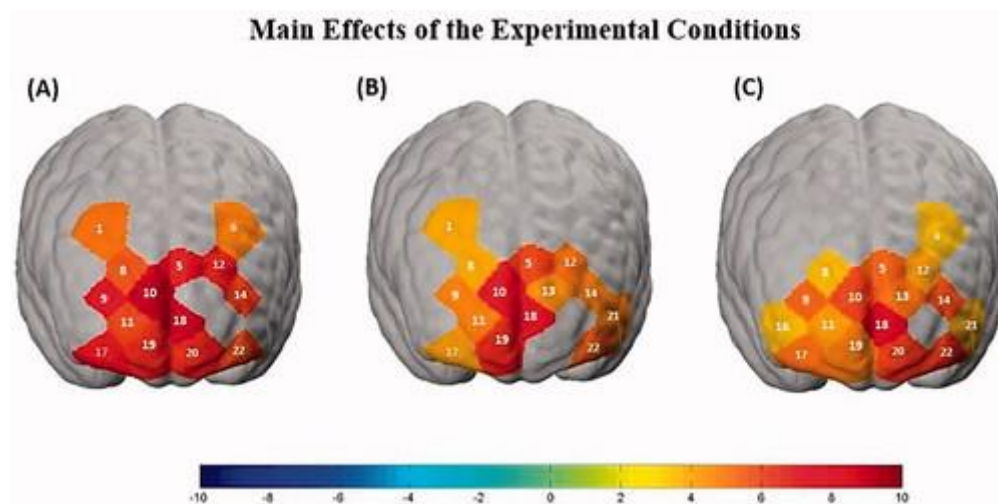 Main Effects of the Experimental Conditions
(A) (B) (C)
1 6
8 5 12
9 10 14
11 18
17 19 20 22
1
8 5 12
9 10 13 14
11 18 21
17 19 22
4
8 5 12
9 10 13 14
16 11 18 21
17 19 20 22
-10 -8 -6 -4 -2 0 2 4 6 8 10